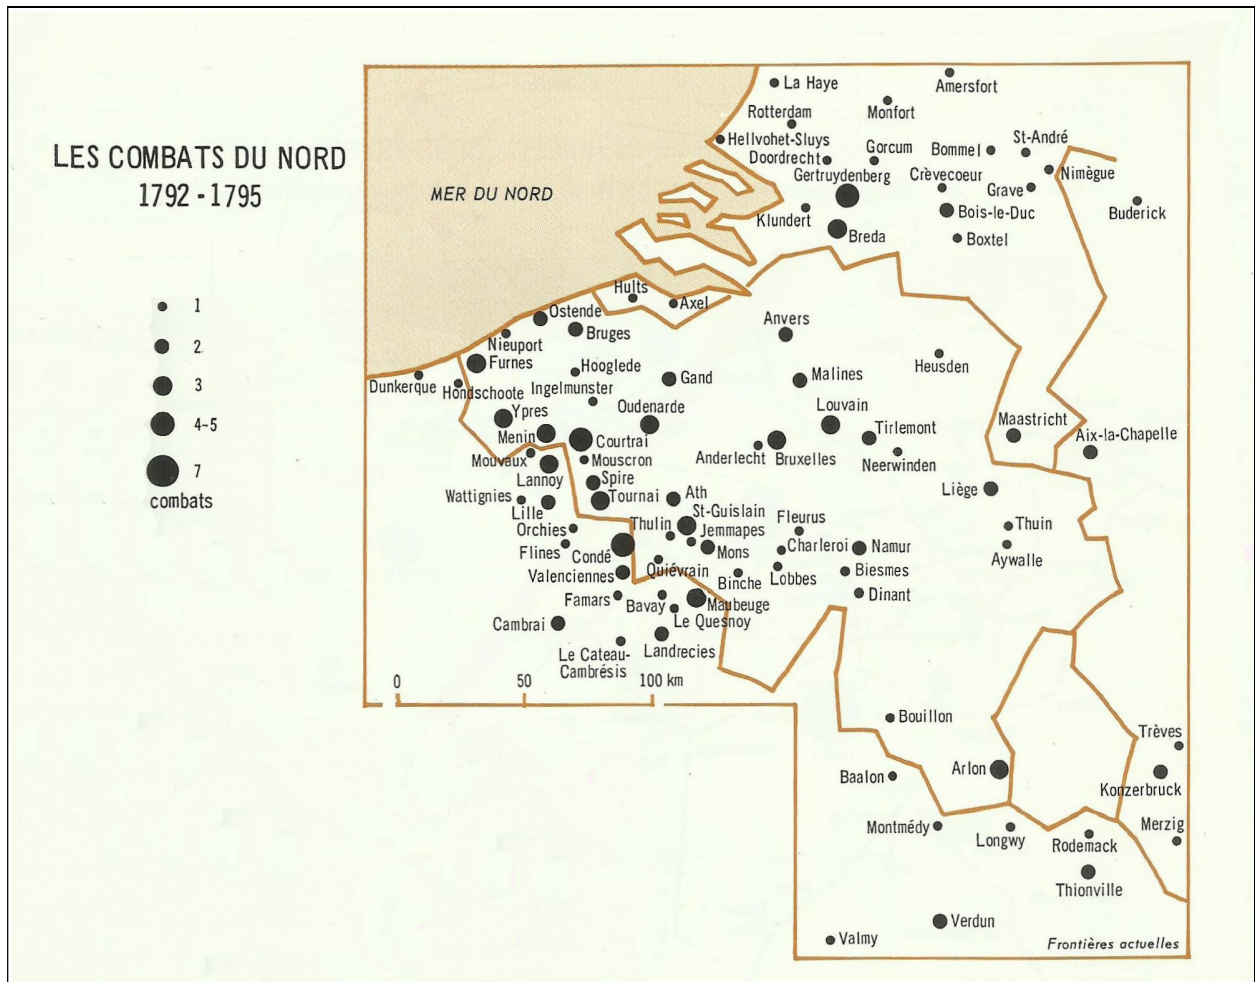 LES COMBATS DU NORD
1792 - 1795
1
2
3
4-5
7
combats
MER DU NORD
La Haye
Amersfort
Monfort
Rotterdam
Hellvohet-Sluys
Doordrecht
Gorcum
Bommel
St-André
Gertruydenberg
Crèvecoeur
Grave
Nimègue
Klundert
Bois-le-Duc
Buderick
Breda
Boxtel
Hults
Axel
Ostende
Bruges
Anvers
Nieuport
Furnes
Heusden
Dunkerque
Hondschoote
Hooglede
Ingelmunster
Gand
Malines
Ypres
Oudenarde
Louvain
Menin
Courtrai
Tirlemont
Maastricht
Aix-la-Chapelle
Mouvaux
Mouscron
Anderlecht
Bruxelles
Neerwinden
Lannoy
Spire
Liège
Wattignies
Lille
Tournai
Ath
St-Guislain
Orchies
Thulin
Jemmapes
Fleurus
Thuin
Flines
Condé
Mons
Charleroi
Namur
Aywalle
Valenciennes
Quiévrain
Binche
Lobbes
Biesmes
Famars
Bavay
Maubeuge
Dinant
Cambrai
Le Quesnoy
Le Cateau-
Cambrésis
Landrecies
0
50
100 km
Bouillon
Trèves
Baalon
Arlon
Konzerbruck
Montmédy
Longwy
Rodemack
Merzig
Thionville
Verdun
Valmy
Frontières actuelles